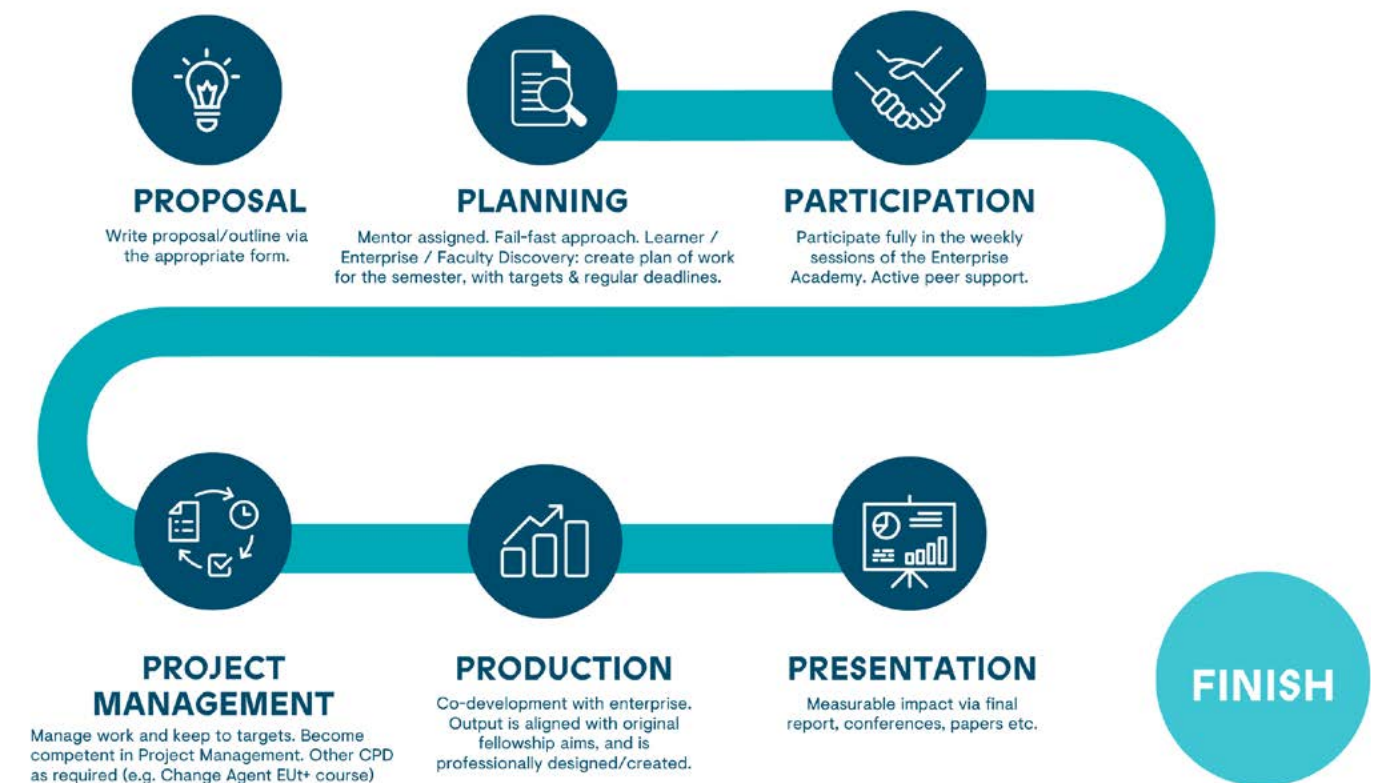 PROPOSAL
Write proposal/outline via
the appropriate form.
PLANNING
Mentor assigned. Fail-fast approach. Learner /
Enterprise / Faculty Discovery: create plan of work
for the semester, with targets & regular deadlines.
PARTICIPATION
Participate fully in the weekly
sessions of the Enterprise
Academy. Active peer support.
PROJECT
MANAGEMENT
Manage work and keep to targets. Become
competent in Project Management. Other CPD
as required (e.g. Change Agent EUt+ course)
PRODUCTION
Co-development with enterprise.
Output is aligned with original
fellowship aims, and is
professionally designed/created.
PRESENTATION
Measurable impact via final
report, conferences, papers etc.
FINISH